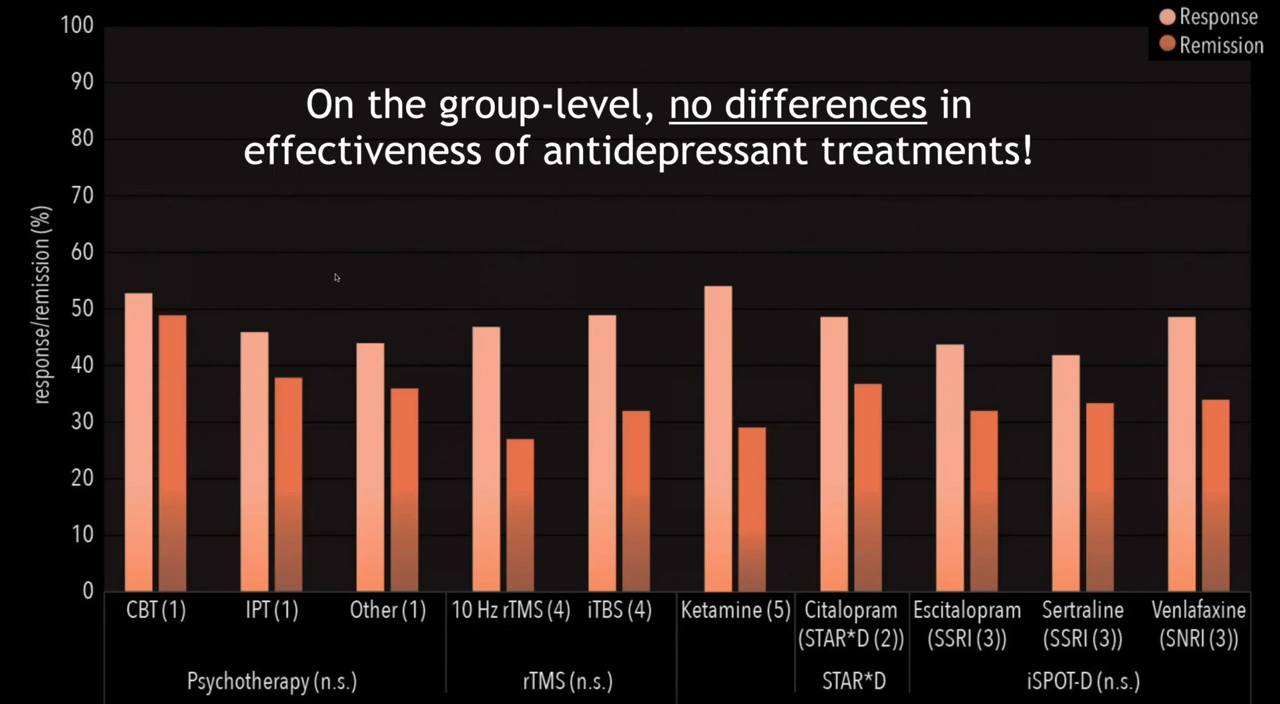 Response
Remission
On the group-level, no differences in
effectiveness of antidepressant treatments!
response/remission (%)
100
90
80
70
60
50
40
30
20
10
0
CBT (1)
IPT (1)
Other (1)
10 Hz rTMS (4)
iTBS (4)
Ketamine (5)
Citalopram
(STAR*D (2))
Escitalopram
(SSRI (3))
Sertraline
(SSRI (3))
Venlafaxine
(SNRI (3))
Psychotherapy (n.s.)
rTMS (n.s.)
STAR*D
iSPOT-D (n.s.)